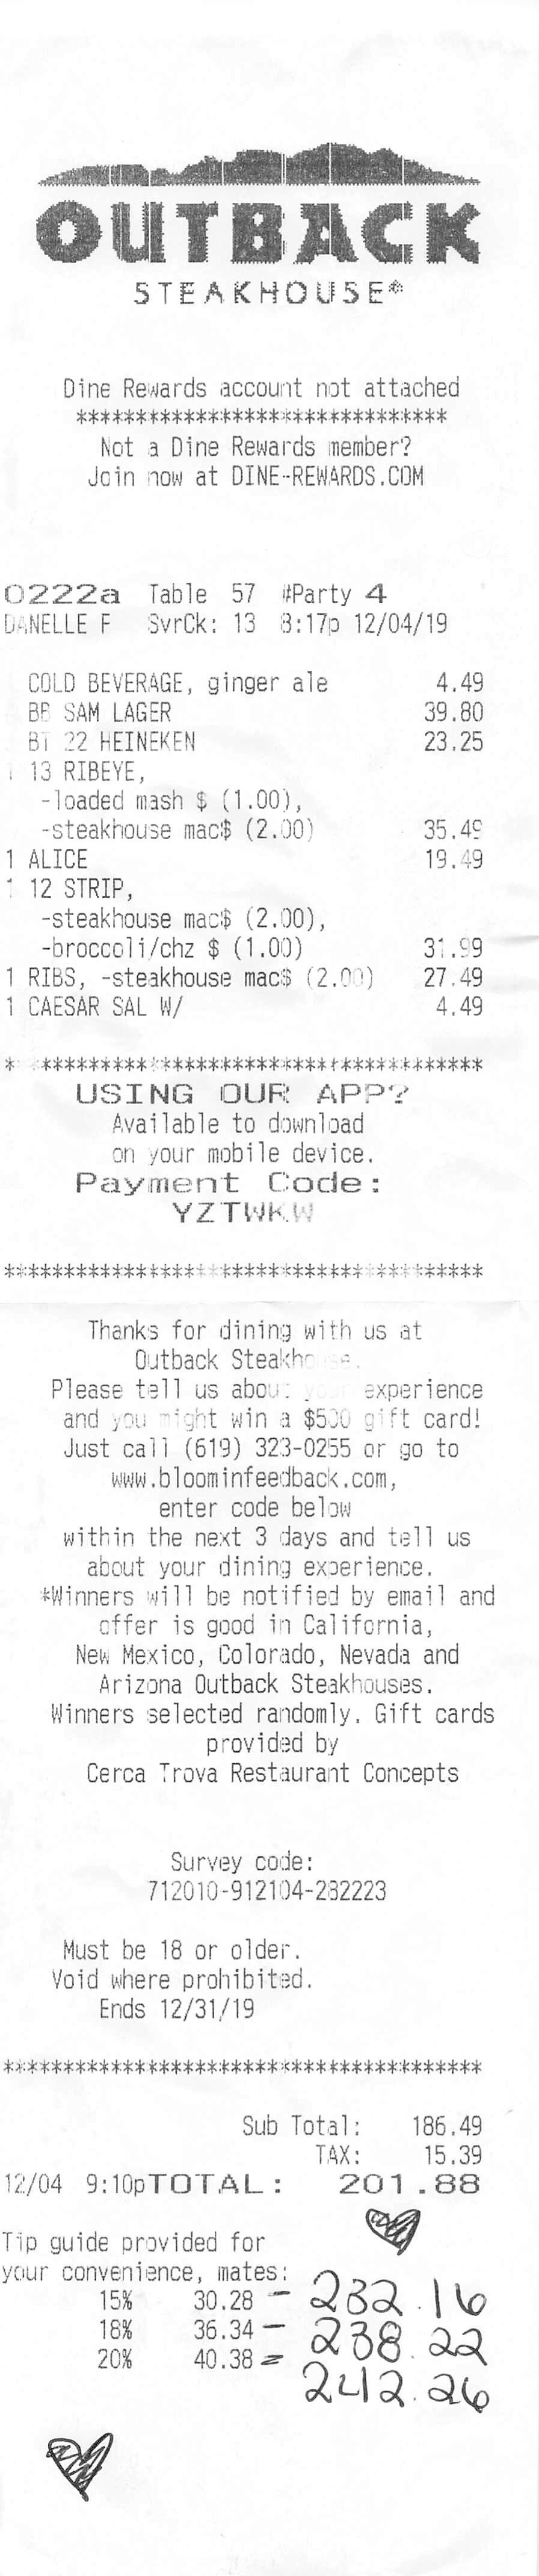 OUTBACK
STEAKHOUSE®
Dine Rewards account not attached
*******************************
Not a Dine Rewards member?
Join now at DINE-REWARDS.COM
0222a Table 57 #Party 4
DANELLE F SvrCk: 13 8:17p 12/04/19
COLD BEVERAGE, ginger ale 4.49
SAM LAGER 39.80
BT 22 HEINEKEN 23.25
1 13 RIBEYE,
-loaded mash $ (1.00),
-steakhouse mac$ (2.00) 35.49
1 ALICE 19.49
1 12 STRIP,
-steakhouse mac$ (2.00),
-broccoli/chz $ (1.00) 31.99
1 RIBS, -steakhouse mac$ (2.00) 27.49
1 CAESAR SAL W/ 4.49
****************************************
USING OUR APP?
Available to download
on your mobile device.
Payment Code:
YZTWKW
****************************************
Thanks for dining with us at
Outback Steakhouse.
Please tell us about your experience
and you might win a $500 gift card!
Just call (619) 323-0255 or go to
www.bloominfeedback.com,
enter code below
within the next 3 days and tell us
about your dining experience.
*Winners will be notified by email and
offer is good in California,
New Mexico, Colorado, Nevada and
Arizona Outback Steakhouses.
Winners selected randomly. Gift cards
provided by
Cerca Trova Restaurant Concepts
Survey code:
712010-912104-282223
Must be 18 or older.
Void where prohibited.
Ends 12/31/19
****************************************
Sub Total: 186.49
TAX: 15.39
12/04 9:10pTOTAL: 201.88
Tip guide provided for
your convenience, mates:
15% 30.28 - 232.16
18% 36.34 - 238.22
20% 40.38 = 242.26